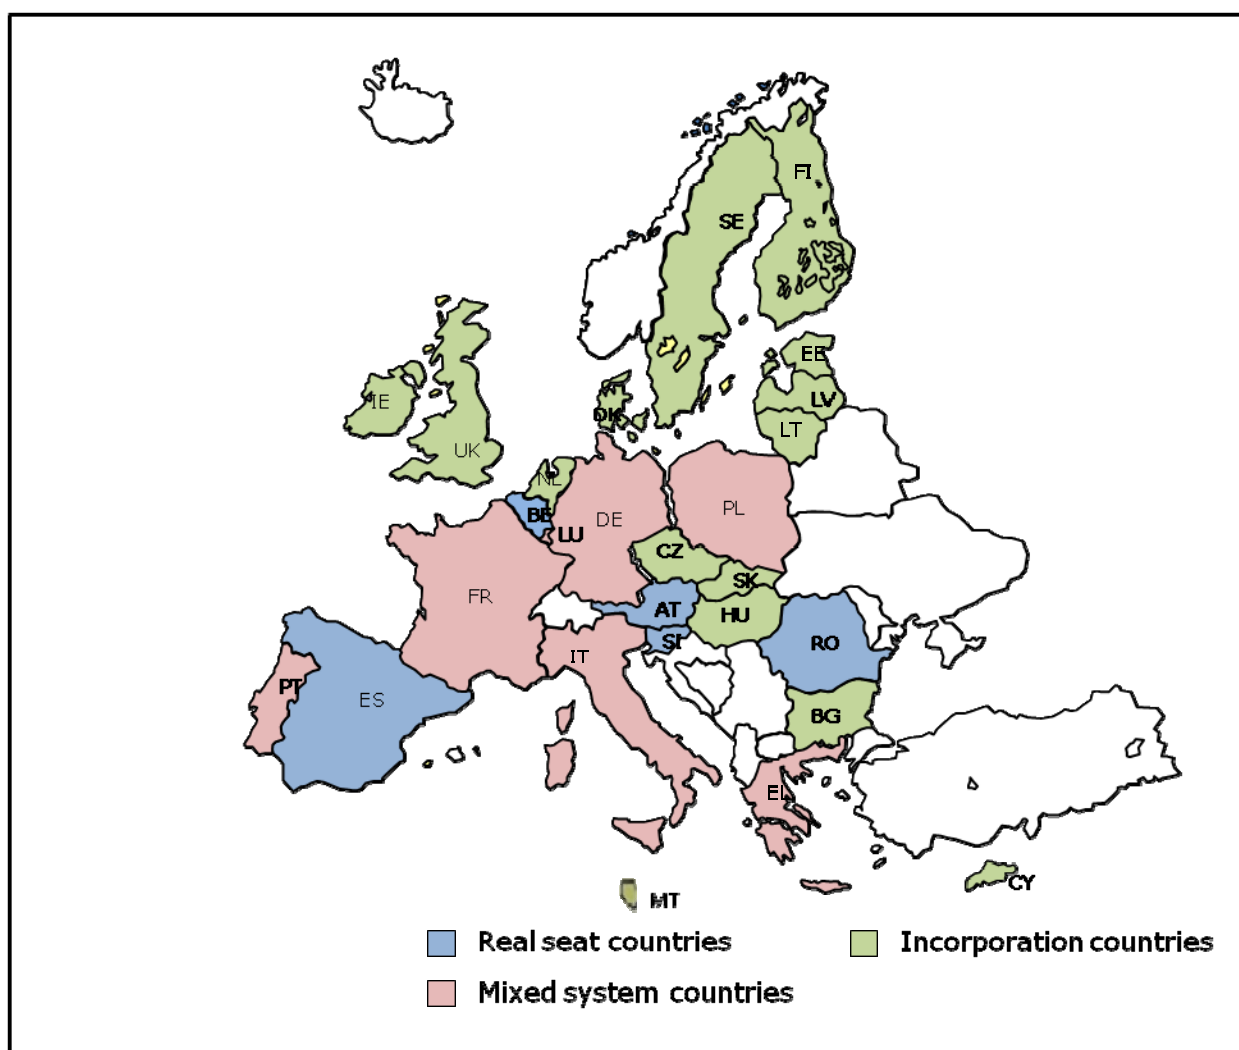 FI
SE
EE
IE
LV
DK
LT
UK
NL
BE
DE
PL
LU
CZ
SK
FR
AT
HU
SI
RO
IT
PT
ES
BG
EL
CY
MT
Real seat countries
Incorporation countries
Mixed system countries